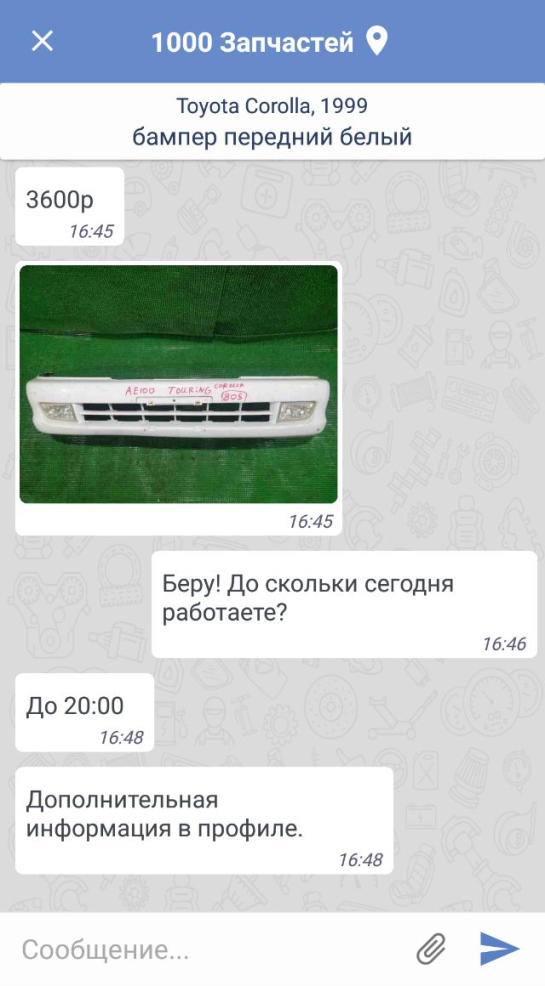 1000 Запчастей
Toyota Corolla, 1999
бампер передний белый
3600р
16:45
AE100 TOURING COROLLA
805
16:45
Беру! До скольки сегодня
работаете?
16:46
До 20:00
16:48
Дополнительная
информация в профиле.
16:48
Сообщение...